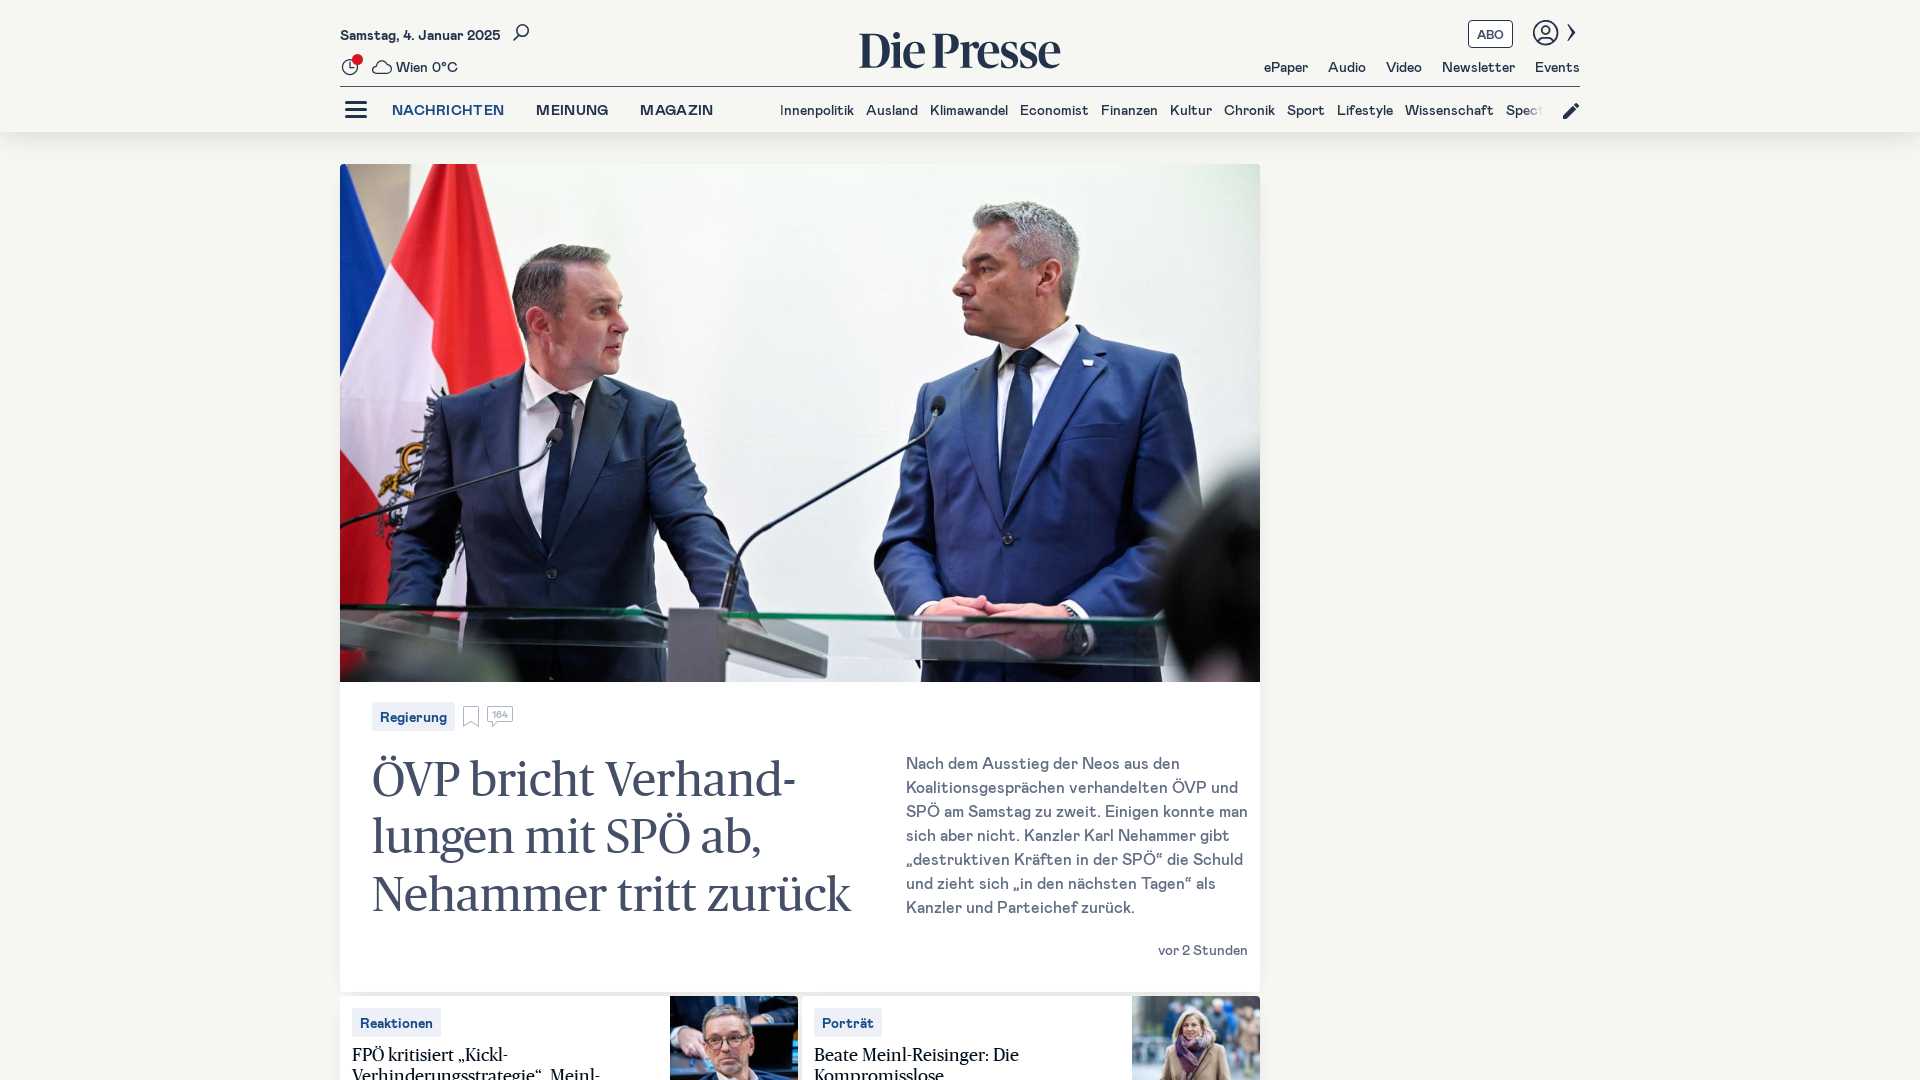 Samstag, 4. Januar 2025
Die Presse
ABO
Wien 0°C
ePaper Audio Video Newsletter Events
NACHRICHTEN MEINUNG MAGAZIN
Innenpolitik Ausland Klimawandel Economist Finanzen Kultur Chronik Sport Lifestyle Wissenschaft Spect
Regierung
164
ÖVP bricht Verhand-
lungen mit SPÖ ab,
Nehammer tritt zurück
Nach dem Ausstieg der Neos aus den
Koalitionsgesprächen verhandelten ÖVP und
SPÖ am Samstag zu zweit. Einigen konnte man
sich aber nicht. Kanzler Karl Nehammer gibt
„destruktiven Kräften in der SPÖ“ die Schuld
und zieht sich „in den nächsten Tagen“ als
Kanzler und Parteichef zurück.
vor 2 Stunden
Reaktionen
FPÖ kritisiert „Kickl-
Verhinderungsstrategie“, Meinl-
Porträt
Beate Meinl-Reisinger: Die
Kompromisslose